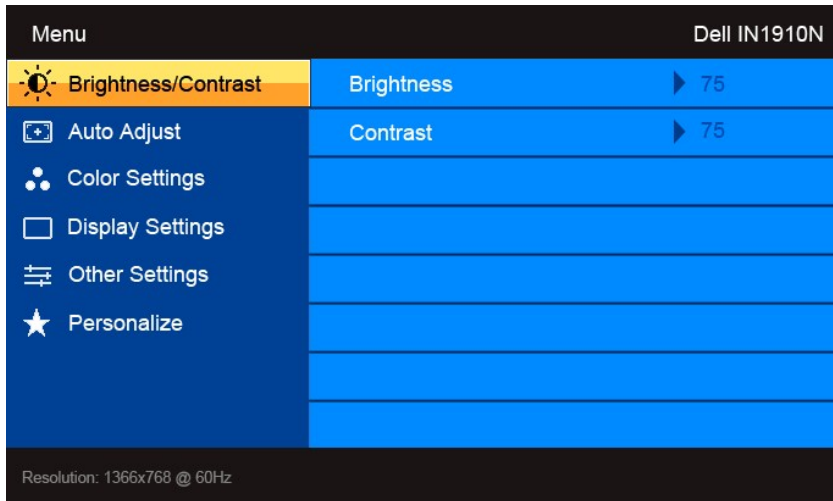 Menu Dell IN1910N
Brightness/Contrast Brightness 75
Auto Adjust Contrast 75
Color Settings
Display Settings
Other Settings
Personalize
Resolution: 1366x768 @ 60Hz